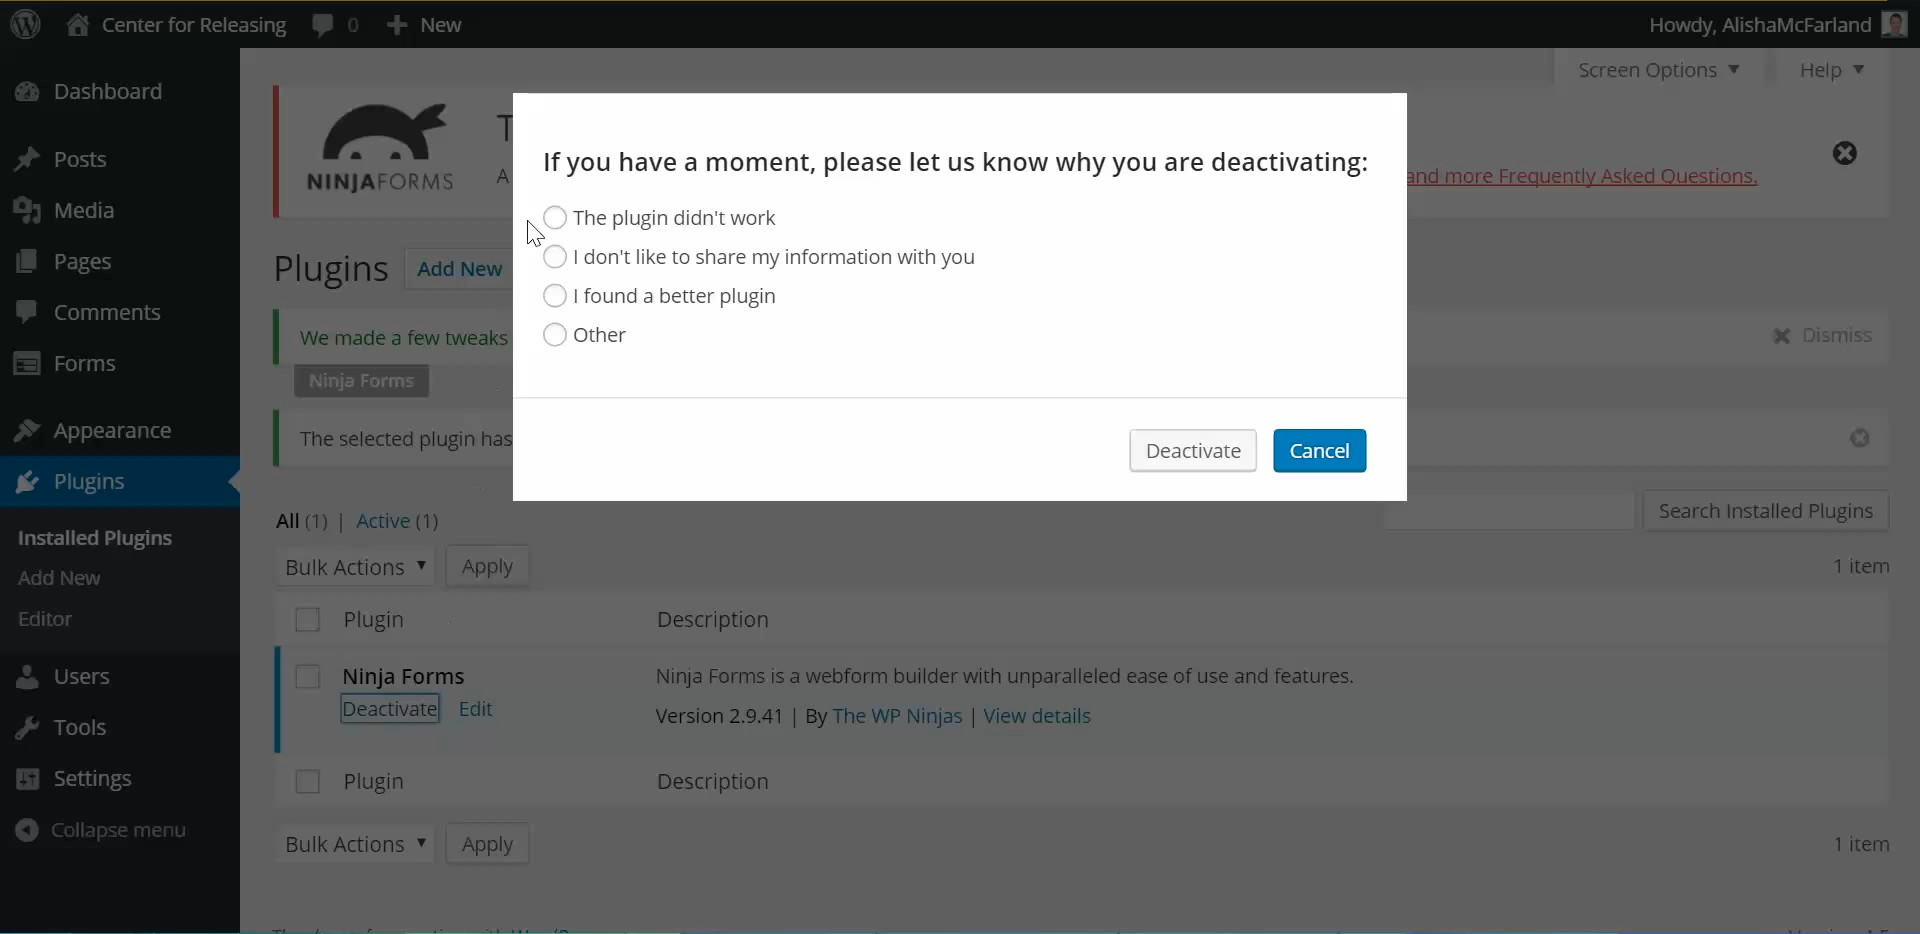 Center for Releasing 0 New Howdy, AlishaMcFarland
Screen Options Help
Dashboard
Posts
Media
Pages
Comments
Forms
Appearance
Plugins
Installed Plugins
Add New
Editor
Users
Tools
Settings
Collapse menu
NINJAFORMS
T
A
and more Frequently Asked Questions.
Plugins Add New
We made a few tweaks
Dismiss
Ninja Forms
The selected plugin has
If you have a moment, please let us know why you are deactivating:
The plugin didn't work
I don't like to share my information with you
I found a better plugin
Other
Deactivate Cancel
All (1) | Active (1)
Search Installed Plugins
Bulk Actions Apply
1 item
Plugin Description
Ninja Forms Ninja Forms is a webform builder with unparalleled ease of use and features.
Deactivate Edit
Version 2.9.41 | By The WP Ninjas | View details
Plugin Description
Bulk Actions Apply
1 item